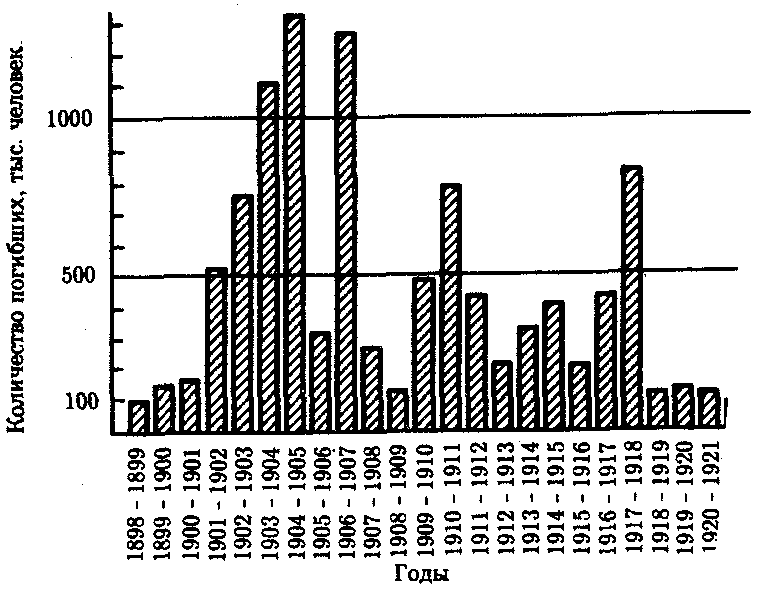 Количество погибших, тыс. человек.
1000
500
100
1898 – 1899
1899 – 1900
1900 – 1901
1901 – 1902
1902 – 1903
1903 – 1904
1904 – 1905
1905 – 1906
1906 – 1907
1907 – 1908
1908 – 1909
1909 – 1910
1910 – 1911
1911 – 1912
1912 – 1913
1913 – 1914
1914 – 1915
1915 – 1916
1916 – 1917
1917 – 1918
1918 – 1919
1919 – 1920
1920 – 1921
Годы